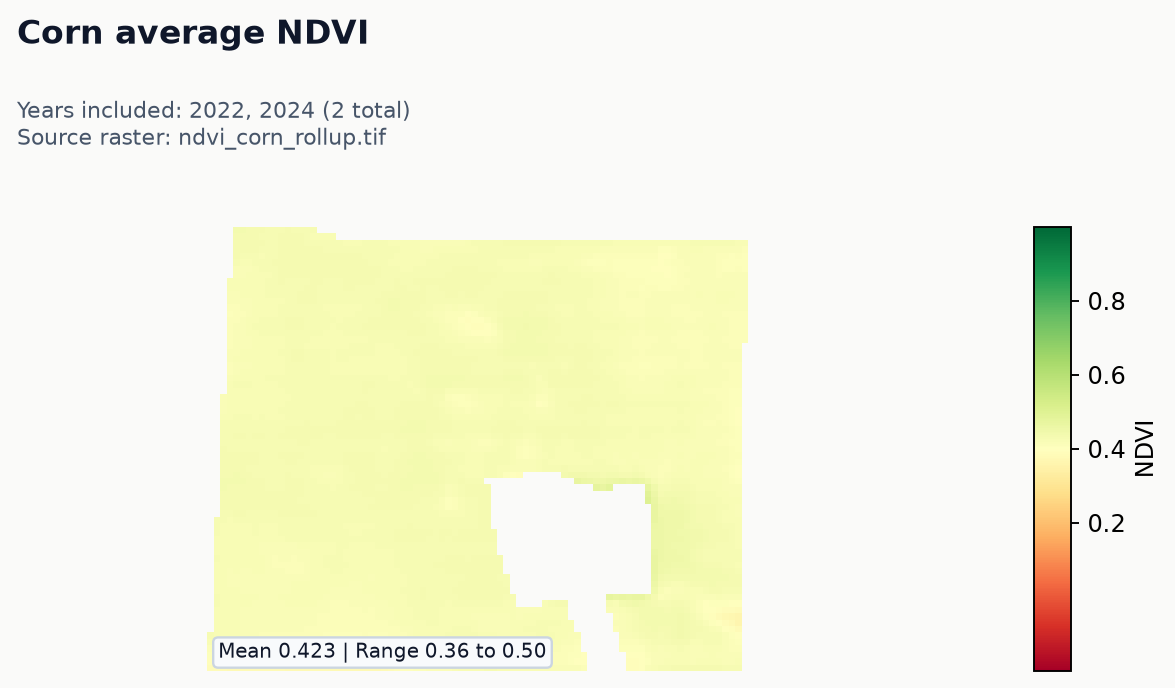 Corn average NDVI
Years included: 2022, 2024 (2 total)
Source raster: ndvi_corn_rollup.tif
0.8
0.6
0.4
0.2
NDVI
Mean 0.423 | Range 0.36 to 0.50